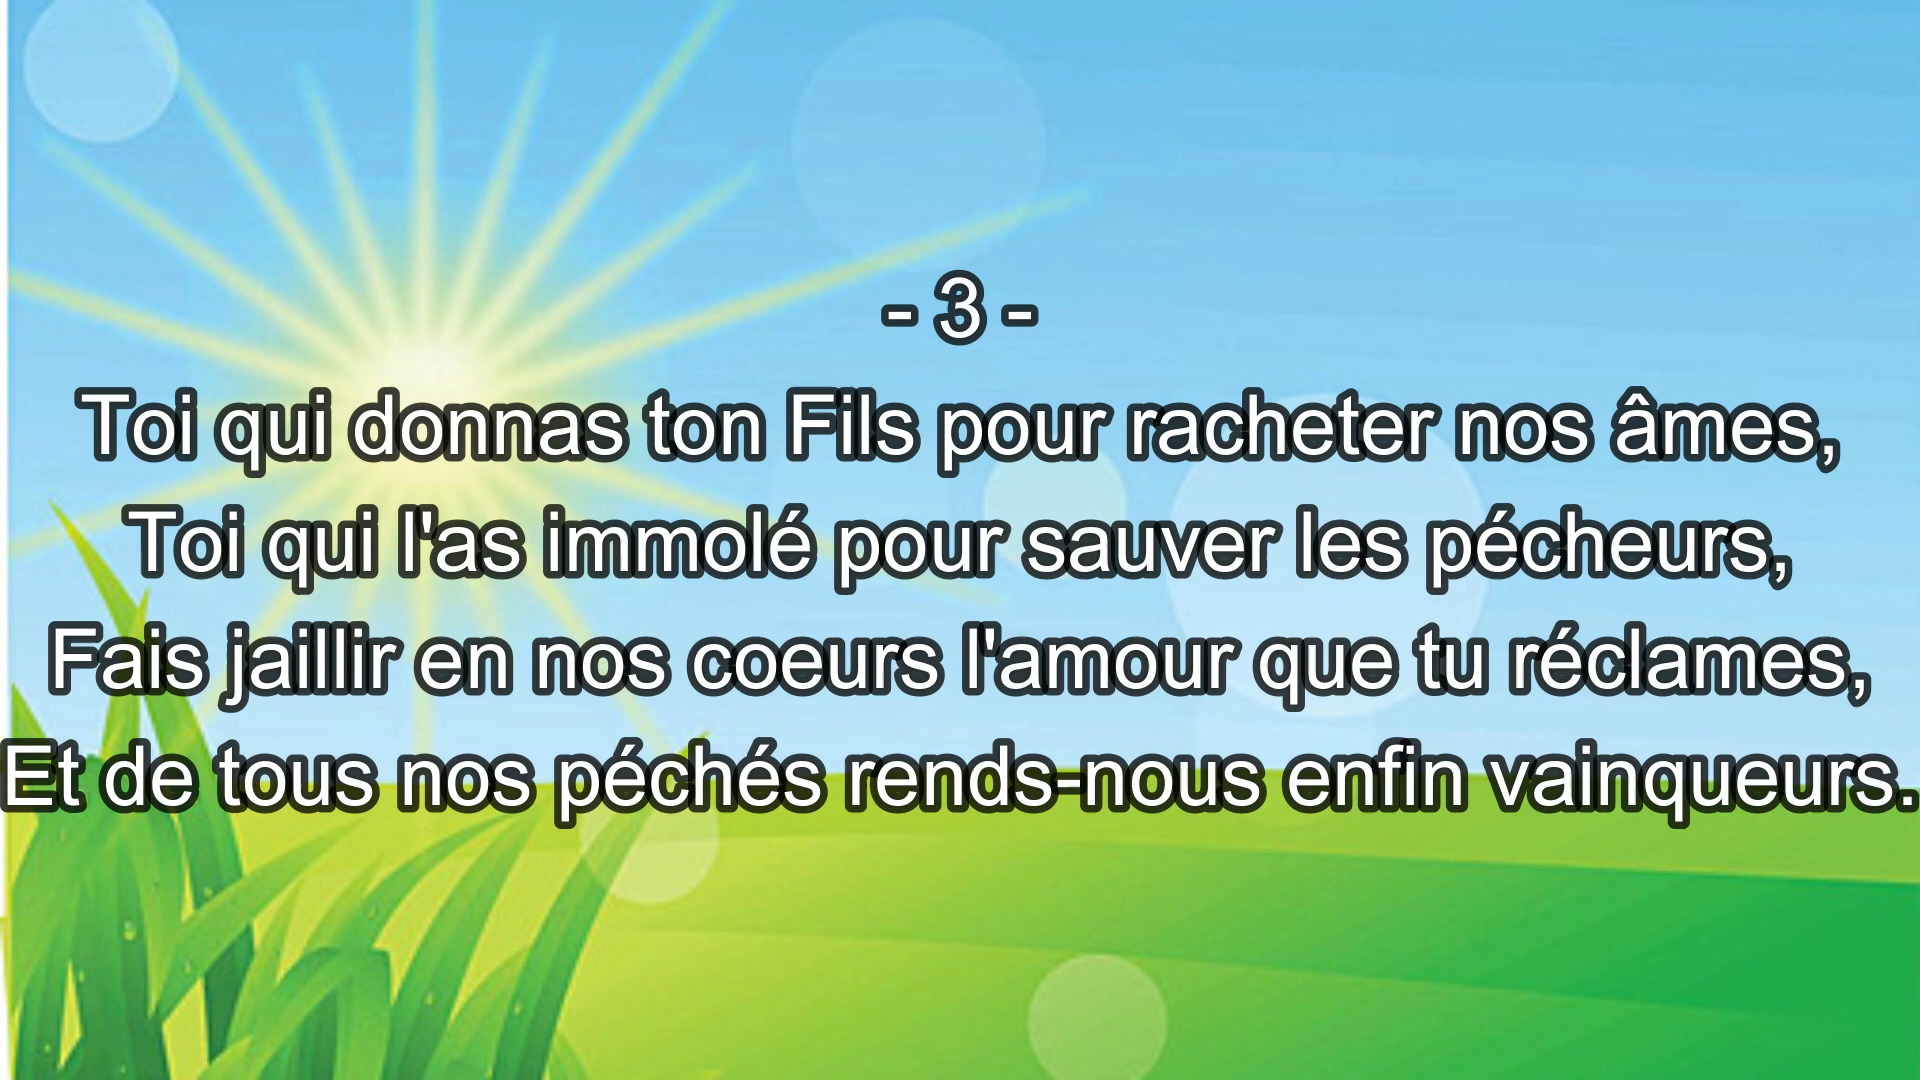 - 3 -
Toi qui donnas ton Fils pour racheter nos âmes,
Toi qui l'as immolé pour sauver les pécheurs,
Fais jaillir en nos coeurs l'amour que tu réclames,
Et de tous nos péchés rends-nous enfin vainqueurs.